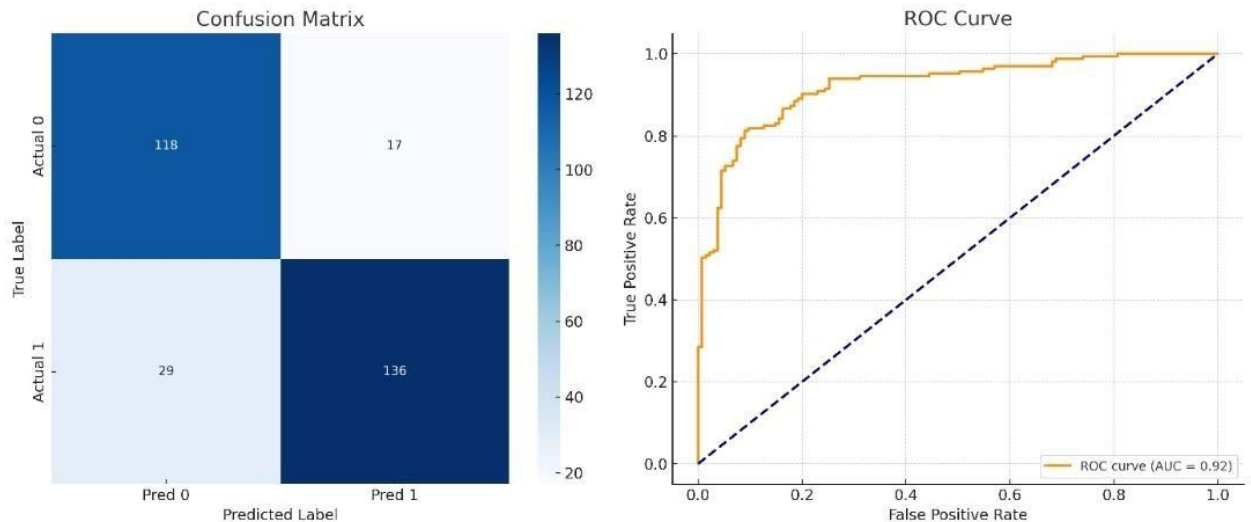 Confusion Matrix
Actual 0
Actual 1
True Label
118
17
29
136
Pred 0
Pred 1
Predicted Label
120
100
80
60
40
20
ROC Curve
True Positive Rate
1.0
0.8
0.6
0.4
0.2
0.0
0.0
0.2
0.4
0.6
0.8
1.0
False Positive Rate
ROC curve (AUC = 0.92)